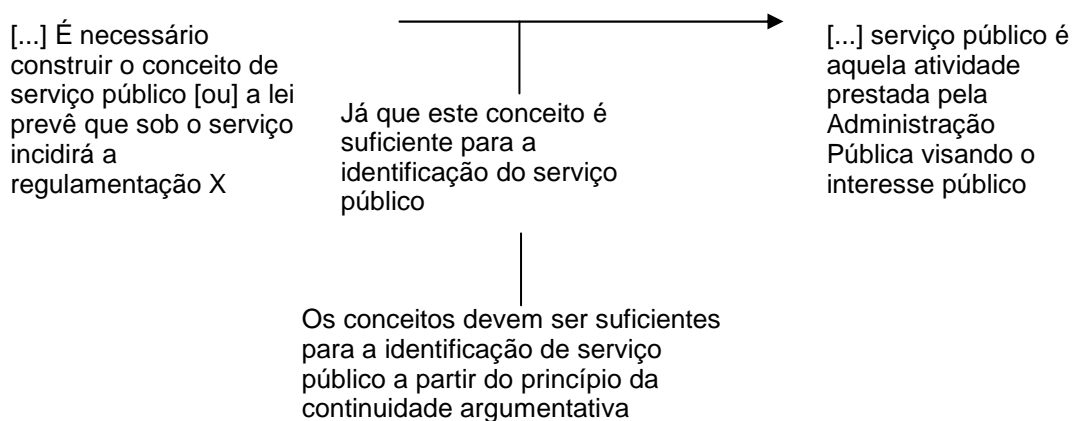 [...] É necessário
construir o conceito de
serviço público [ou] a lei
prevê que sob o serviço
incidirá a
regulamentação X
Já que este conceito é
suficiente para a
identificação do serviço
público
[...] serviço público é
aquela atividade
prestada pela
Administração
Pública visando o
interesse público
Os conceitos devem ser suficientes
para a identificação de serviço
público a partir do princípio da
continuidade argumentativa